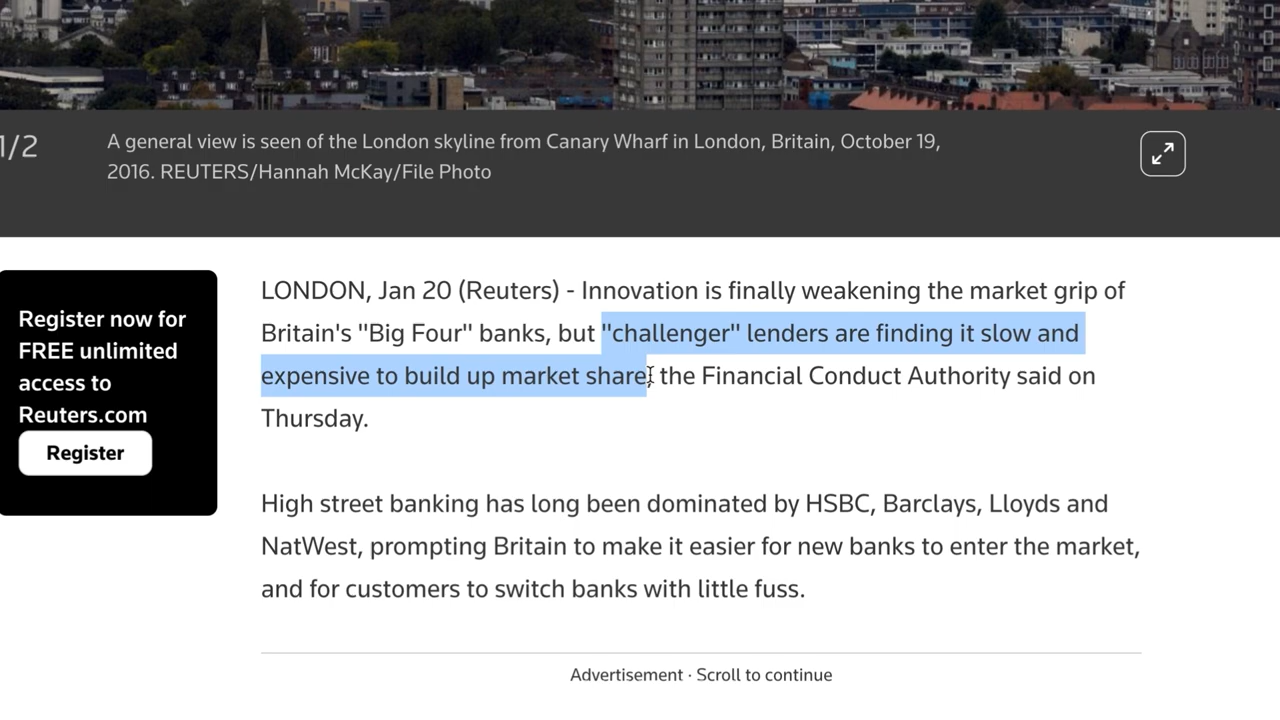 1/2
A general view is seen of the London skyline from Canary Wharf in London, Britain, October 19,
2016. REUTERS/Hannah McKay/File Photo
Register now for
FREE unlimited
access to
Reuters.com
Register
LONDON, Jan 20 (Reuters) - Innovation is finally weakening the market grip of
Britain's "Big Four" banks, but "challenger" lenders are finding it slow and
expensive to build up market share, the Financial Conduct Authority said on
Thursday.
High street banking has long been dominated by HSBC, Barclays, Lloyds and
NatWest, prompting Britain to make it easier for new banks to enter the market,
and for customers to switch banks with little fuss.
Advertisement · Scroll to continue